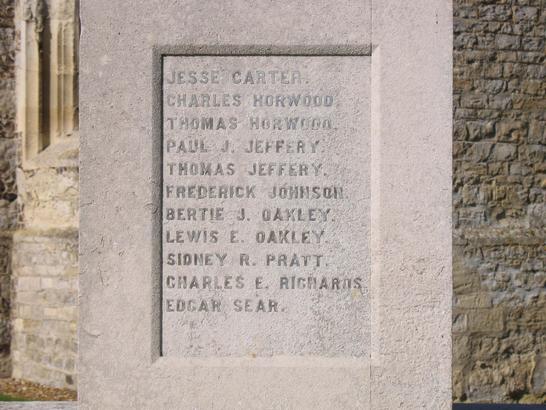 JESSE CARTER.
CHARLES HORWOOD.
THOMAS HORWOOD.
PAUL J. JEFFERY.
THOMAS JEFFERY.
FREDERICK JOHNSON.
BERTIE J. OAKLEY.
LEWIS E. OAKLEY.
SIDNEY R. PRATT.
CHARLES E. RICHARDS.
EDGAR SEAR.